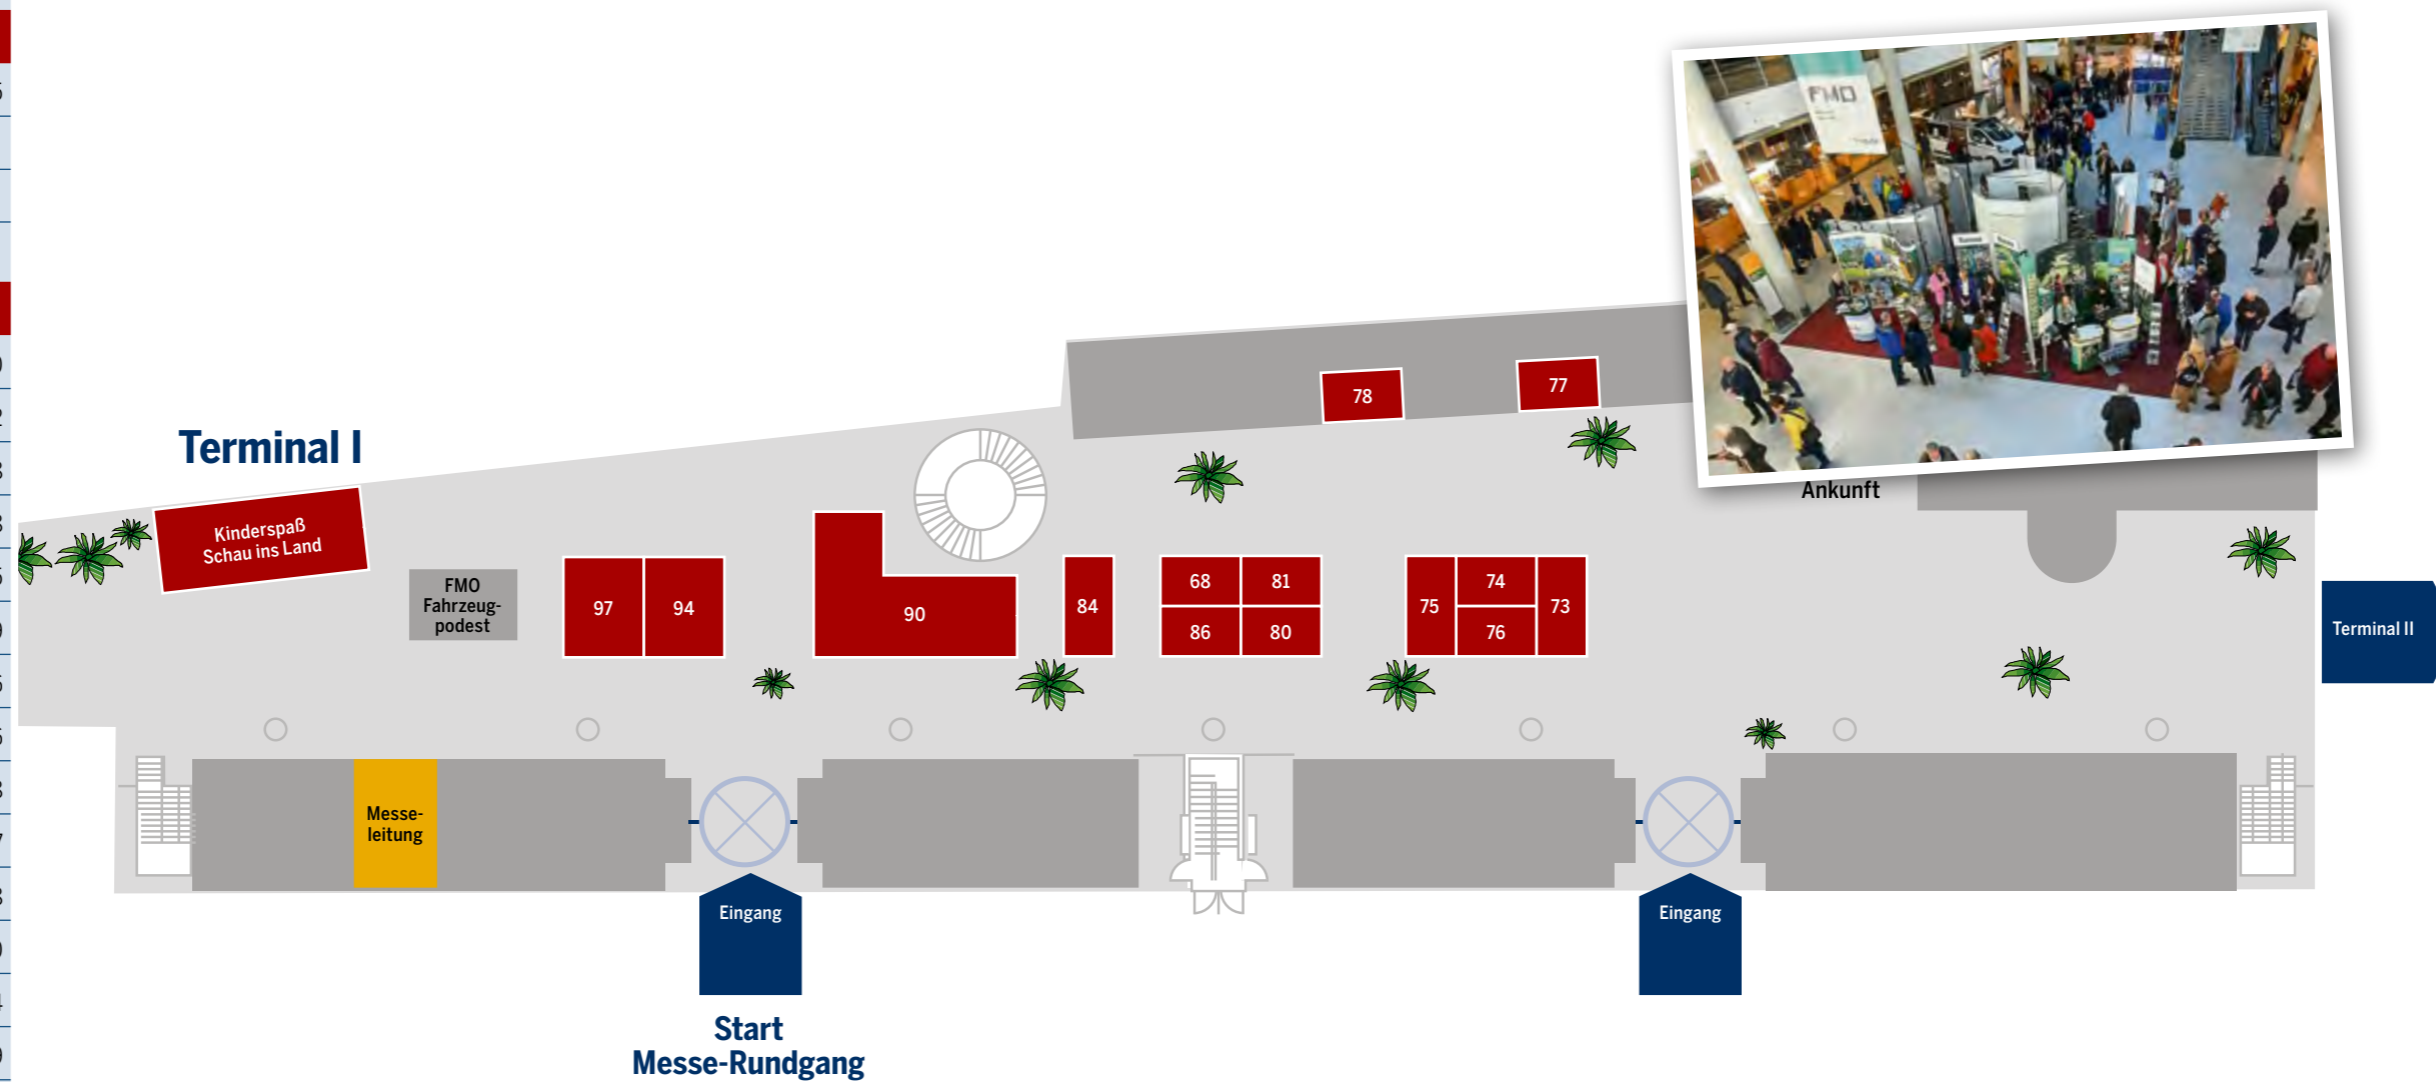 FMO
Terminal I
78
77
Ankunft
Kinderspaß
Schau ins Land
FMO
Fahrzeug-
podest
97
94
90
84
68
81
86
80
75
74
76
73
Terminal II
Messe-
leitung
Eingang
Eingang
Start
Messe-Rundgang